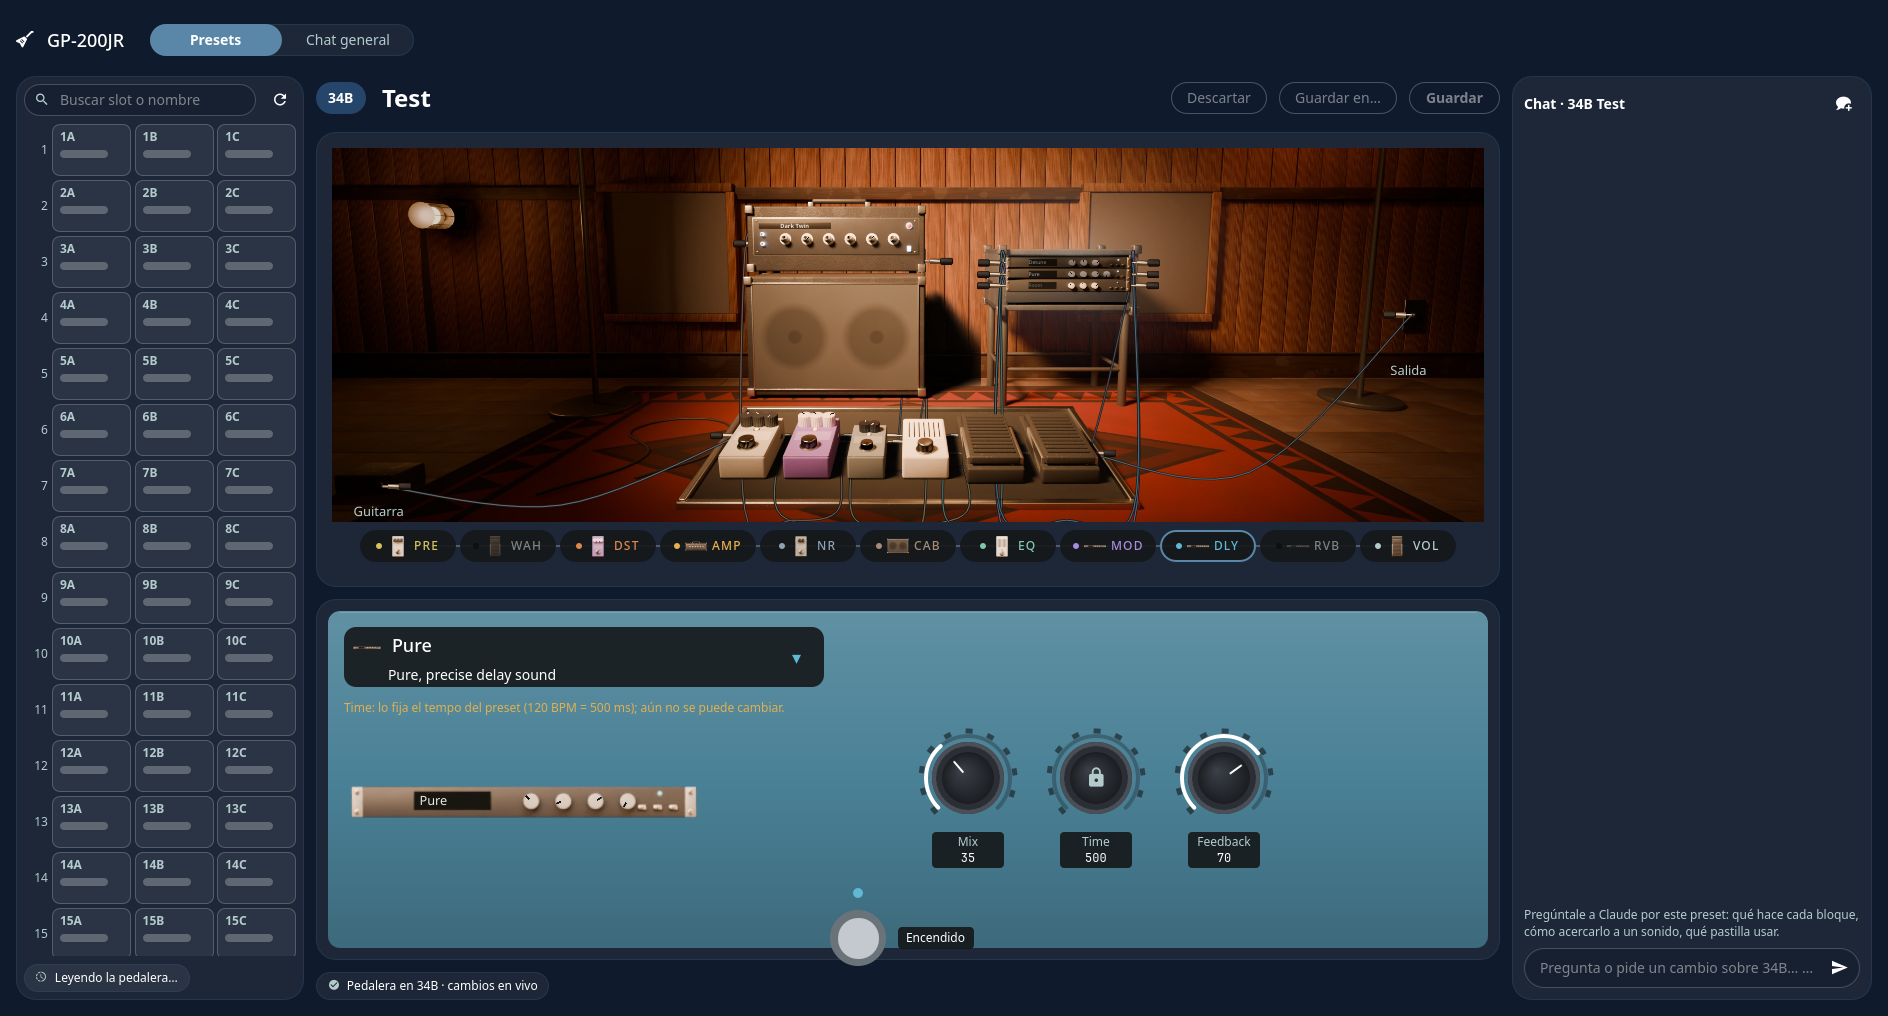 GP-200JR
Presets
Chat general
Buscar slot o nombre
1
1A
1B
1C
2
2A
2B
2C
3
3A
3B
3C
4
4A
4B
4C
5
5A
5B
5C
6
6A
6B
6C
7
7A
7B
7C
8
8A
8B
8C
9
9A
9B
9C
10
10A
10B
10C
11
11A
11B
11C
12
12A
12B
12C
13
13A
13B
13C
14
14A
14B
14C
15
15A
15B
15C
Leyendo la pedalera...
34B
Test
Descartar
Guardar en...
Guardar
Dark Twin
Detune
Pure
Room
Salida
Guitarra
PRE
WAH
DST
AMP
NR
CAB
EQ
MOD
DLY
RVB
VOL
Pure
Pure, precise delay sound
Time: lo fija el tempo del preset (120 BPM = 500 ms); aún no se puede cambiar.
Pure
Mix
35
Time
500
Feedback
70
Encendido
Pedalera en 34B · cambios en vivo
Chat · 34B Test
Pregúntale a Claude por este preset: qué hace cada bloque,
cómo acercarlo a un sonido, qué pastilla usar.
Pregunta o pide un cambio sobre 34B... ...